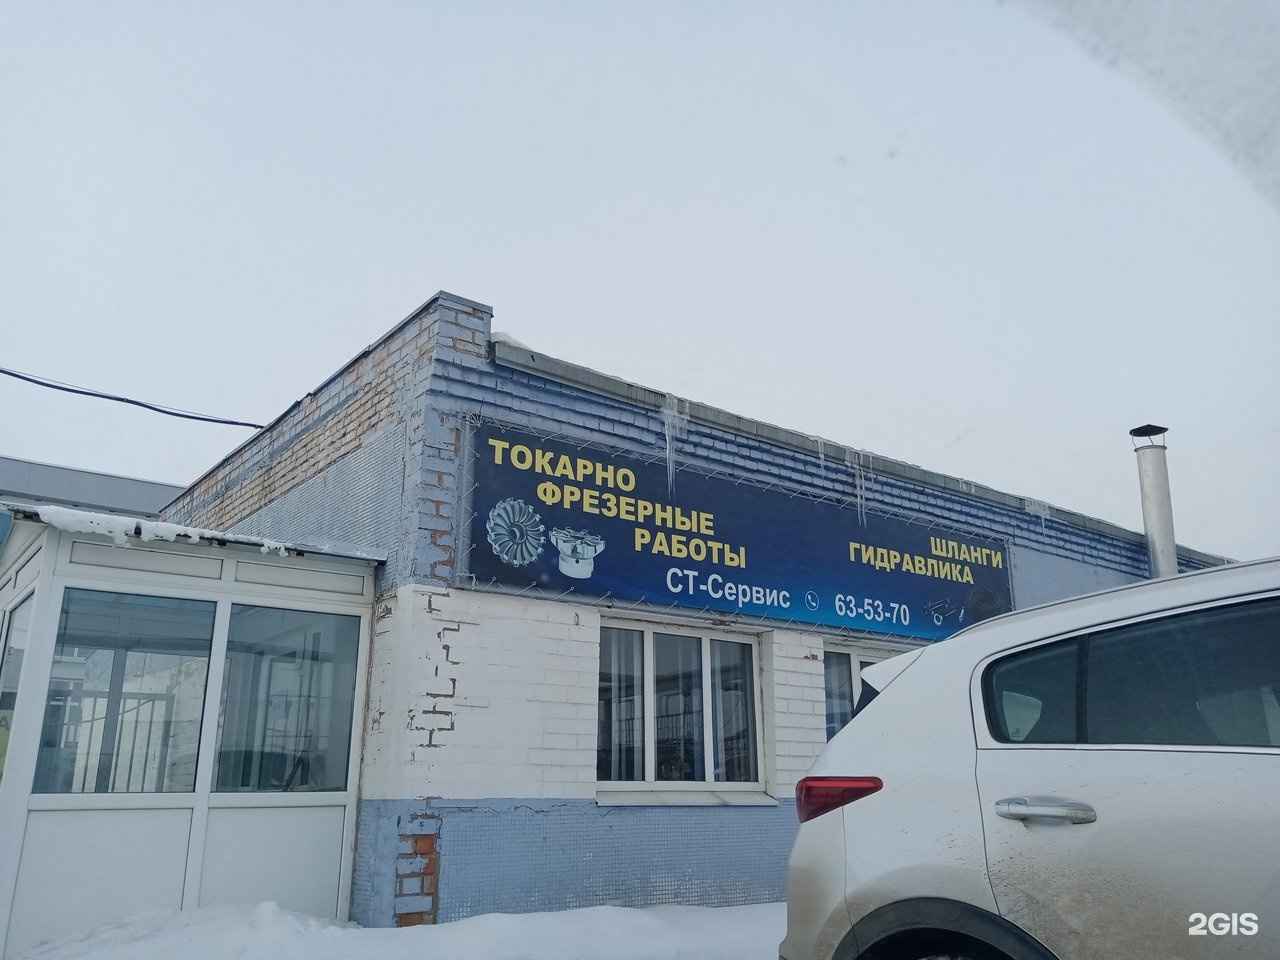 ТОКАРНО
ФРЕЗЕРНЫЕ
РАБОТЫ
СТ-Сервис 63-53-70
ШЛАНГИ
ГИДРАВЛИКА
2GIS